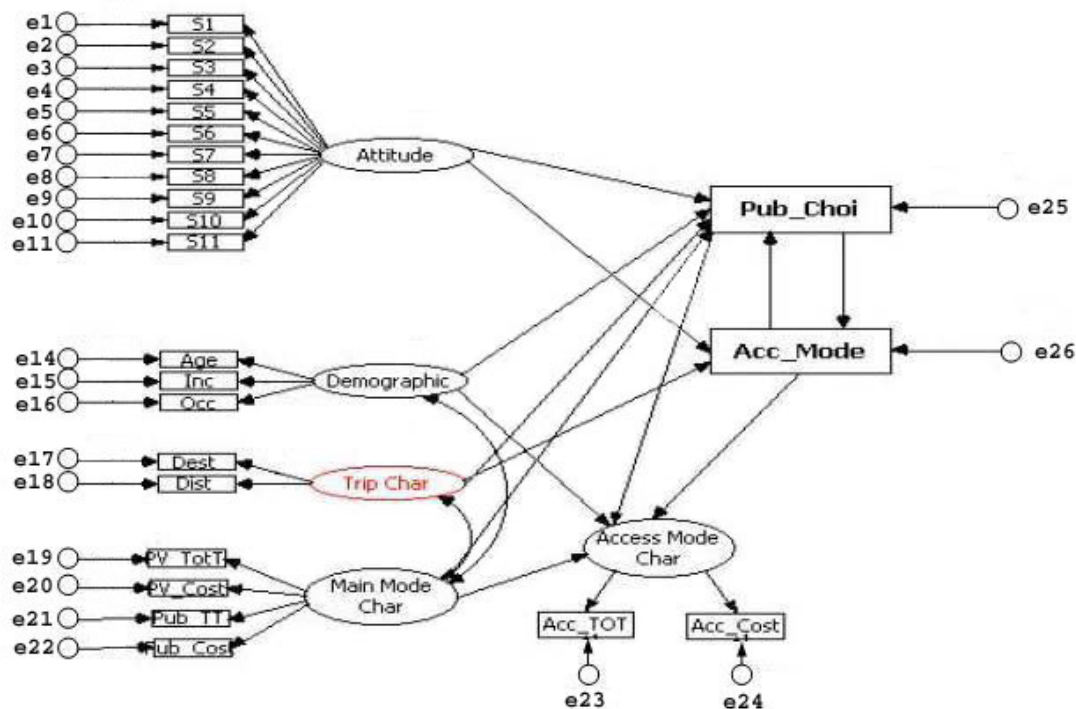 e1 S1
e2 S2
e3 S3
e4 S4
e5 S5
e6 S6
e7 S7
e8 S8
e9 S9
e10 S10
e11 S11
Attitude
Pub_Choi
e25
Acc_Mode
e26
e14 Age
e15 Inc
e16 Occ
Demographic
e17 Dest
e18 Dist
Trip Char
e19 PV_TotT
e20 PV_Cost
e21 Pub_TT
e22 Pub_Cost
Main Mode
Char
Access Mode
Char
Acc_TOT
Acc_Cost
e23
e24